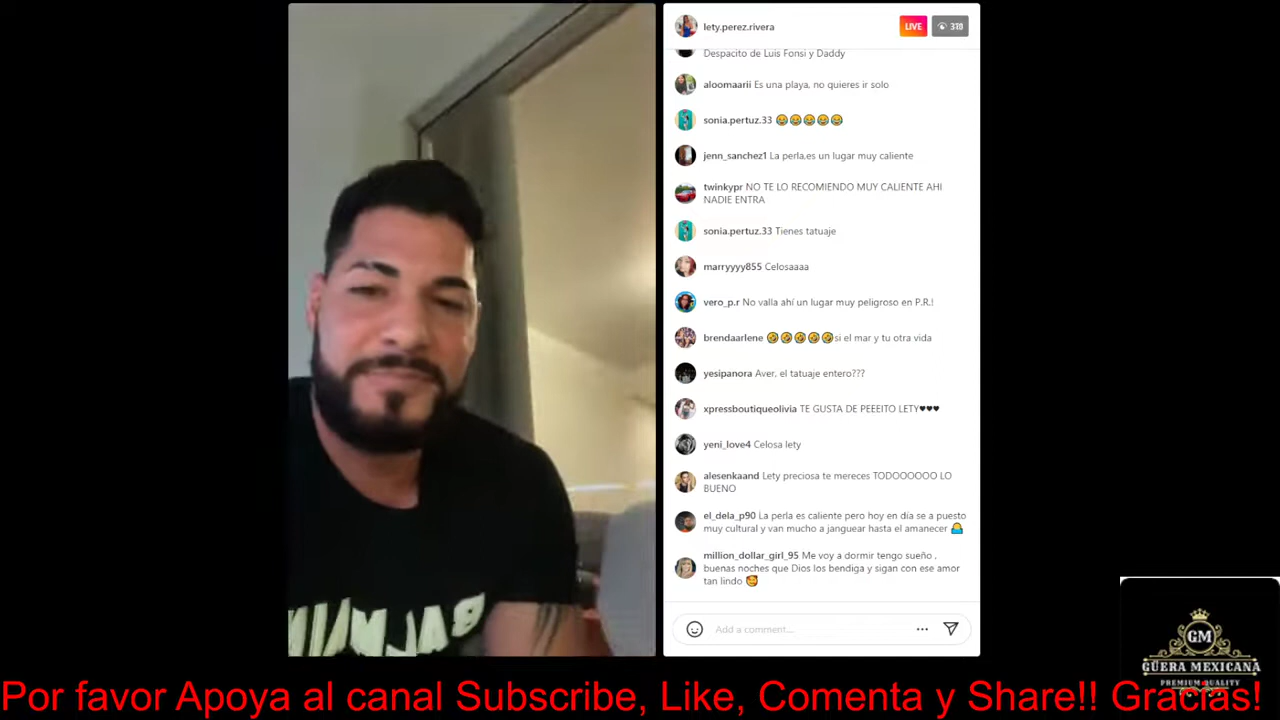 lety.perez.rivera
LIVE
378
Despacito de Luis Fonsi y Daddy
aloomaarii Es una playa, no quieres ir solo
sonia.pertuz.33 😂😂😂😂😂
jenn_sanchez1 La perla,es un lugar muy caliente
twinkypr NO TE LO RECOMIENDO MUY CALIENTE AHI
NADIE ENTRA
sonia.pertuz.33 Tienes tatuaje
marryyyy855 Celosaaaa
vero_p.r No valla ahí un lugar muy peligroso en P.R.!
brendaarlene 🤣🤣🤣🤣🤣si el mar y tu otra vida
yesipanora Aver, el tatuaje entero???
xpressboutiqueolivia TE GUSTA DE PEEEITO LETY♥♥♥
yeni_love4 Celosa lety
alesenkaand Lety preciosa te mereces TODOOOOOO LO
BUENO
el_dela_p90 La perla es caliente pero hoy en día se a puesto
muy cultural y van mucho a janguear hasta el amanecer 🤷
million_dollar_girl_95 Me voy a dormir tengo sueño ,
buenas noches que Dios los bendiga y sigan con ese amor
tan lindo 🥰
Add a comment...
BALMAIN
GM
GÜERA MEXICANA
PREMIUM QUALITY
Por favor Apoya al canal Subscribe, Like, Comenta y Share!! Gracias!